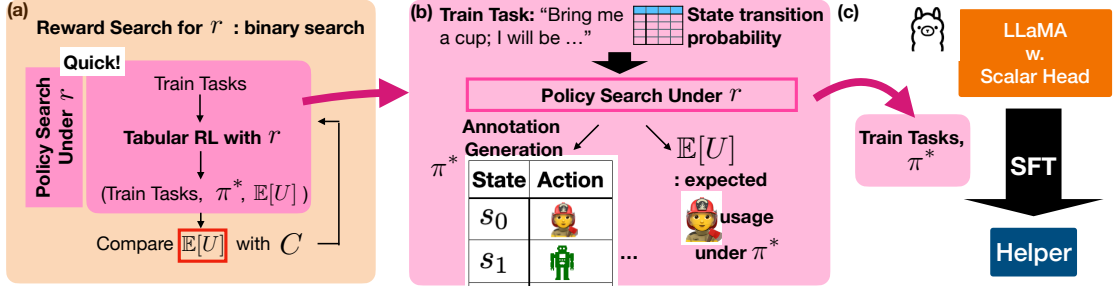 (a)
Reward Search for r : binary search
Quick!
Policy Search
Under r
Train Tasks
Tabular RL with r
(Train Tasks, π*, 𝔼[U] )
Compare 𝔼[U] with C
(b)
Train Task: “Bring me
a cup; I will be ...”
State transition
probability
Policy Search Under r
Annotation
Generation
π*
State Action
s₀
s₁
...
𝔼[U]
: expected
usage
under π*
(c)
LLaMA
w.
Scalar Head
Train Tasks,
π*
SFT
Helper